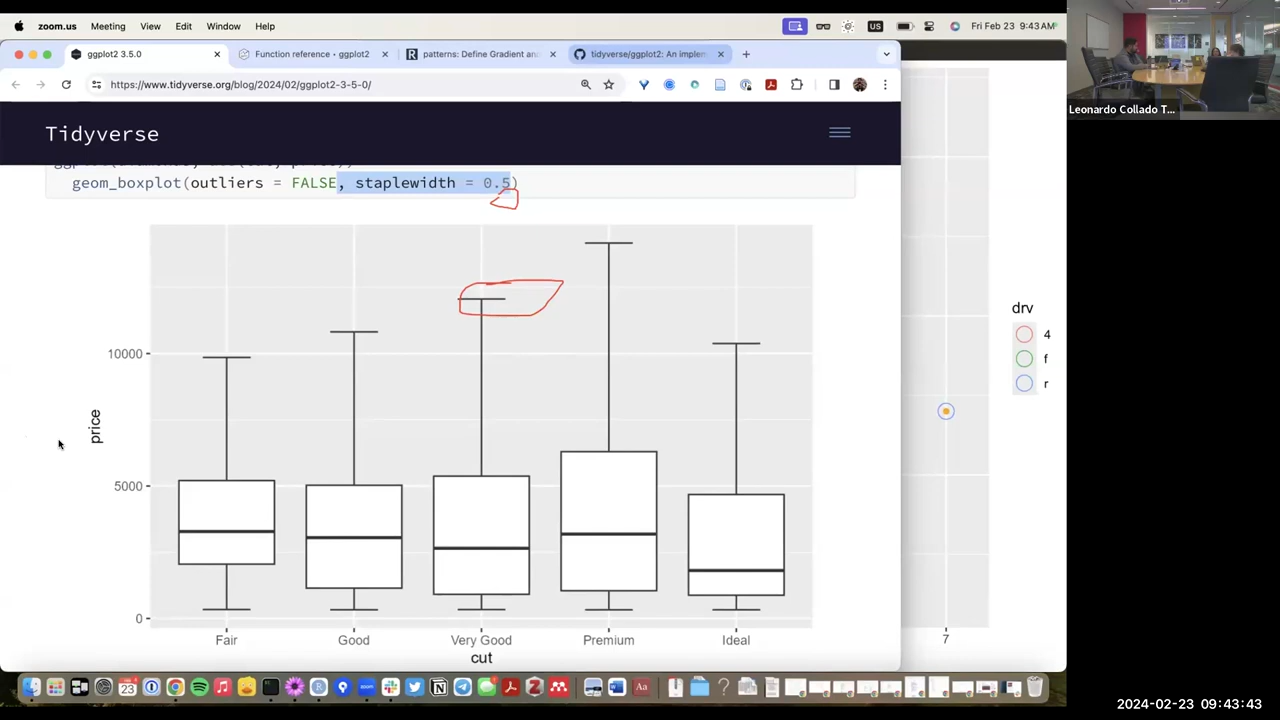 zoom.us Meeting View Edit Window Help US Fri Feb 23 9:43AM
ggplot2 3.5.0 Function reference • ggplot2 patterns: Define Gradient and tidyverse/ggplot2: An implem
https://www.tidyverse.org/blog/2024/02/ggplot2-3-5-0/
Leonardo Collado T...
Tidyverse
geom_boxplot(outliers = FALSE, staplewidth = 0.5)
10000
5000
0
price
Fair Good Very Good Premium Ideal
cut
drv
4
f
r
7
2024-02-23 09:43:43